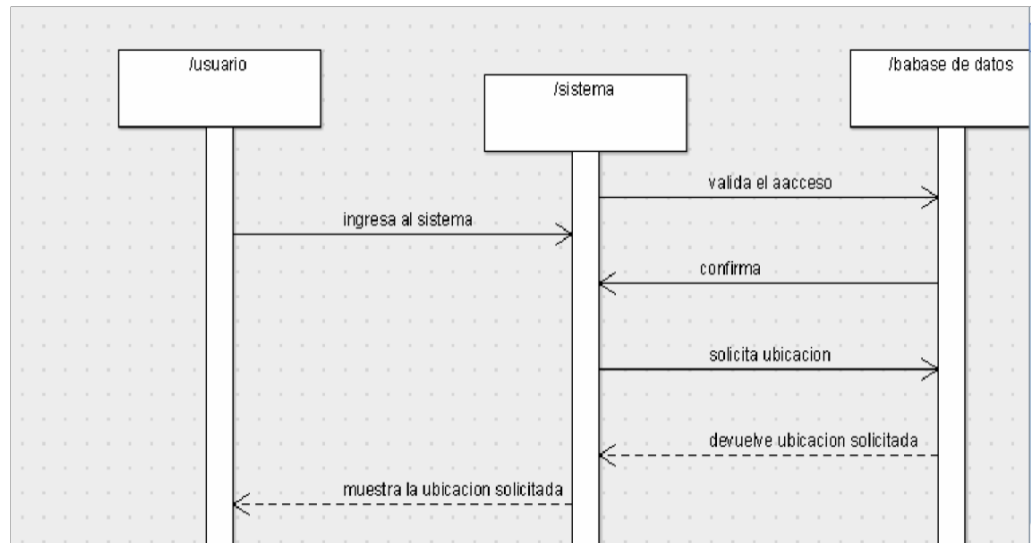 /usuario
/sistema
/babase de datos
valida el aacceso
ingresa al sistema
confirma
solicita ubicacion
devuelve ubicacion solicitada
muestra la ubicacion solicitada